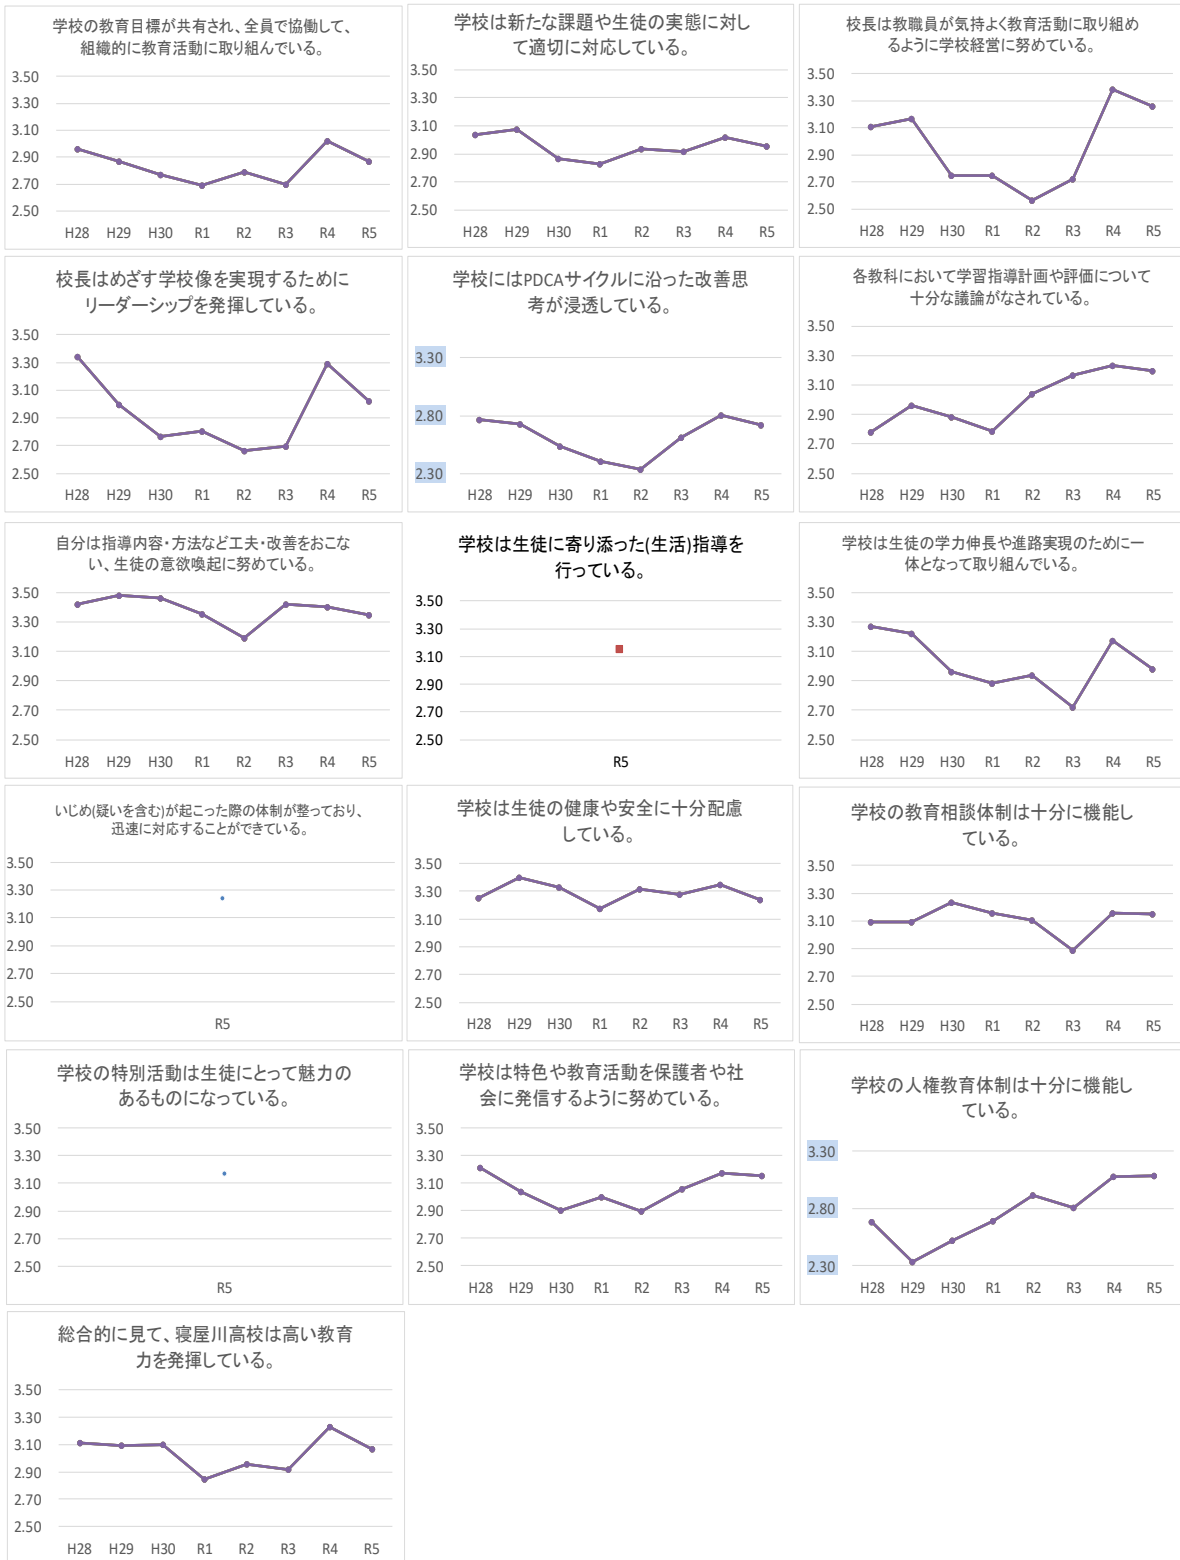 学校の教育目標が共有され、全員で協働して、
組織的に教育活動に取り組んでいる。
3.50
3.30
3.10
2.90
2.70
2.50
H28 H29 H30 R1 R2 R3 R4 R5
学校は新たな課題や生徒の実態に対し
て適切に対応している。
3.50
3.30
3.10
2.90
2.70
2.50
H28 H29 H30 R1 R2 R3 R4 R5
校長は教職員が気持よく教育活動に取り組め
るように学校経営に努めている。
3.50
3.30
3.10
2.90
2.70
2.50
H28 H29 H30 R1 R2 R3 R4 R5
校長はめざす学校像を実現するために
リーダーシップを発揮している。
3.50
3.30
3.10
2.90
2.70
2.50
H28 H29 H30 R1 R2 R3 R4 R5
学校にはPDCAサイクルに沿った改善思
考が浸透している。
3.30
2.80
2.30
H28 H29 H30 R1 R2 R3 R4 R5
各教科において学習指導計画や評価について
十分な議論がなされている。
3.50
3.30
3.10
2.90
2.70
2.50
H28 H29 H30 R1 R2 R3 R4 R5
自分は指導内容・方法など工夫・改善をおこな
い、生徒の意欲喚起に努めている。
3.50
3.30
3.10
2.90
2.70
2.50
H28 H29 H30 R1 R2 R3 R4 R5
学校は生徒に寄り添った(生活)指導を
行っている。
3.50
3.30
3.10
2.90
2.70
2.50
R5
学校は生徒の学力伸長や進路実現のために一
体となって取り組んでいる。
3.50
3.30
3.10
2.90
2.70
2.50
H28 H29 H30 R1 R2 R3 R4 R5
いじめ(疑いを含む)が起こった際の体制が整っており、
迅速に対応することができている。
3.50
3.30
3.10
2.90
2.70
2.50
R5
学校は生徒の健康や安全に十分配慮
している。
3.50
3.30
3.10
2.90
2.70
2.50
H28 H29 H30 R1 R2 R3 R4 R5
学校の教育相談体制は十分に機能し
ている。
3.50
3.30
3.10
2.90
2.70
2.50
H28 H29 H30 R1 R2 R3 R4 R5
学校の特別活動は生徒にとって魅力の
あるものになっている。
3.50
3.30
3.10
2.90
2.70
2.50
R5
学校は特色や教育活動を保護者や社
会に発信するように努めている。
3.50
3.30
3.10
2.90
2.70
2.50
H28 H29 H30 R1 R2 R3 R4 R5
学校の人権教育体制は十分に機能し
ている。
3.30
2.80
2.30
H28 H29 H30 R1 R2 R3 R4 R5
総合的に見て、寝屋川高校は高い教育
力を発揮している。
3.50
3.30
3.10
2.90
2.70
2.50
H28 H29 H30 R1 R2 R3 R4 R5